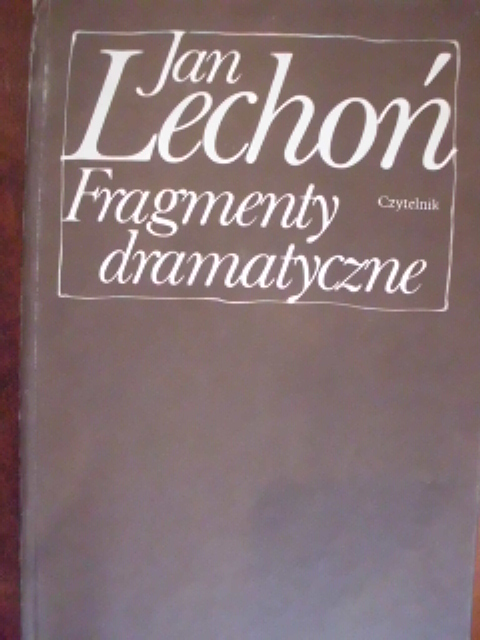 Jan
Lechoń
Fragmenty
Czytelnik
dramatyczne